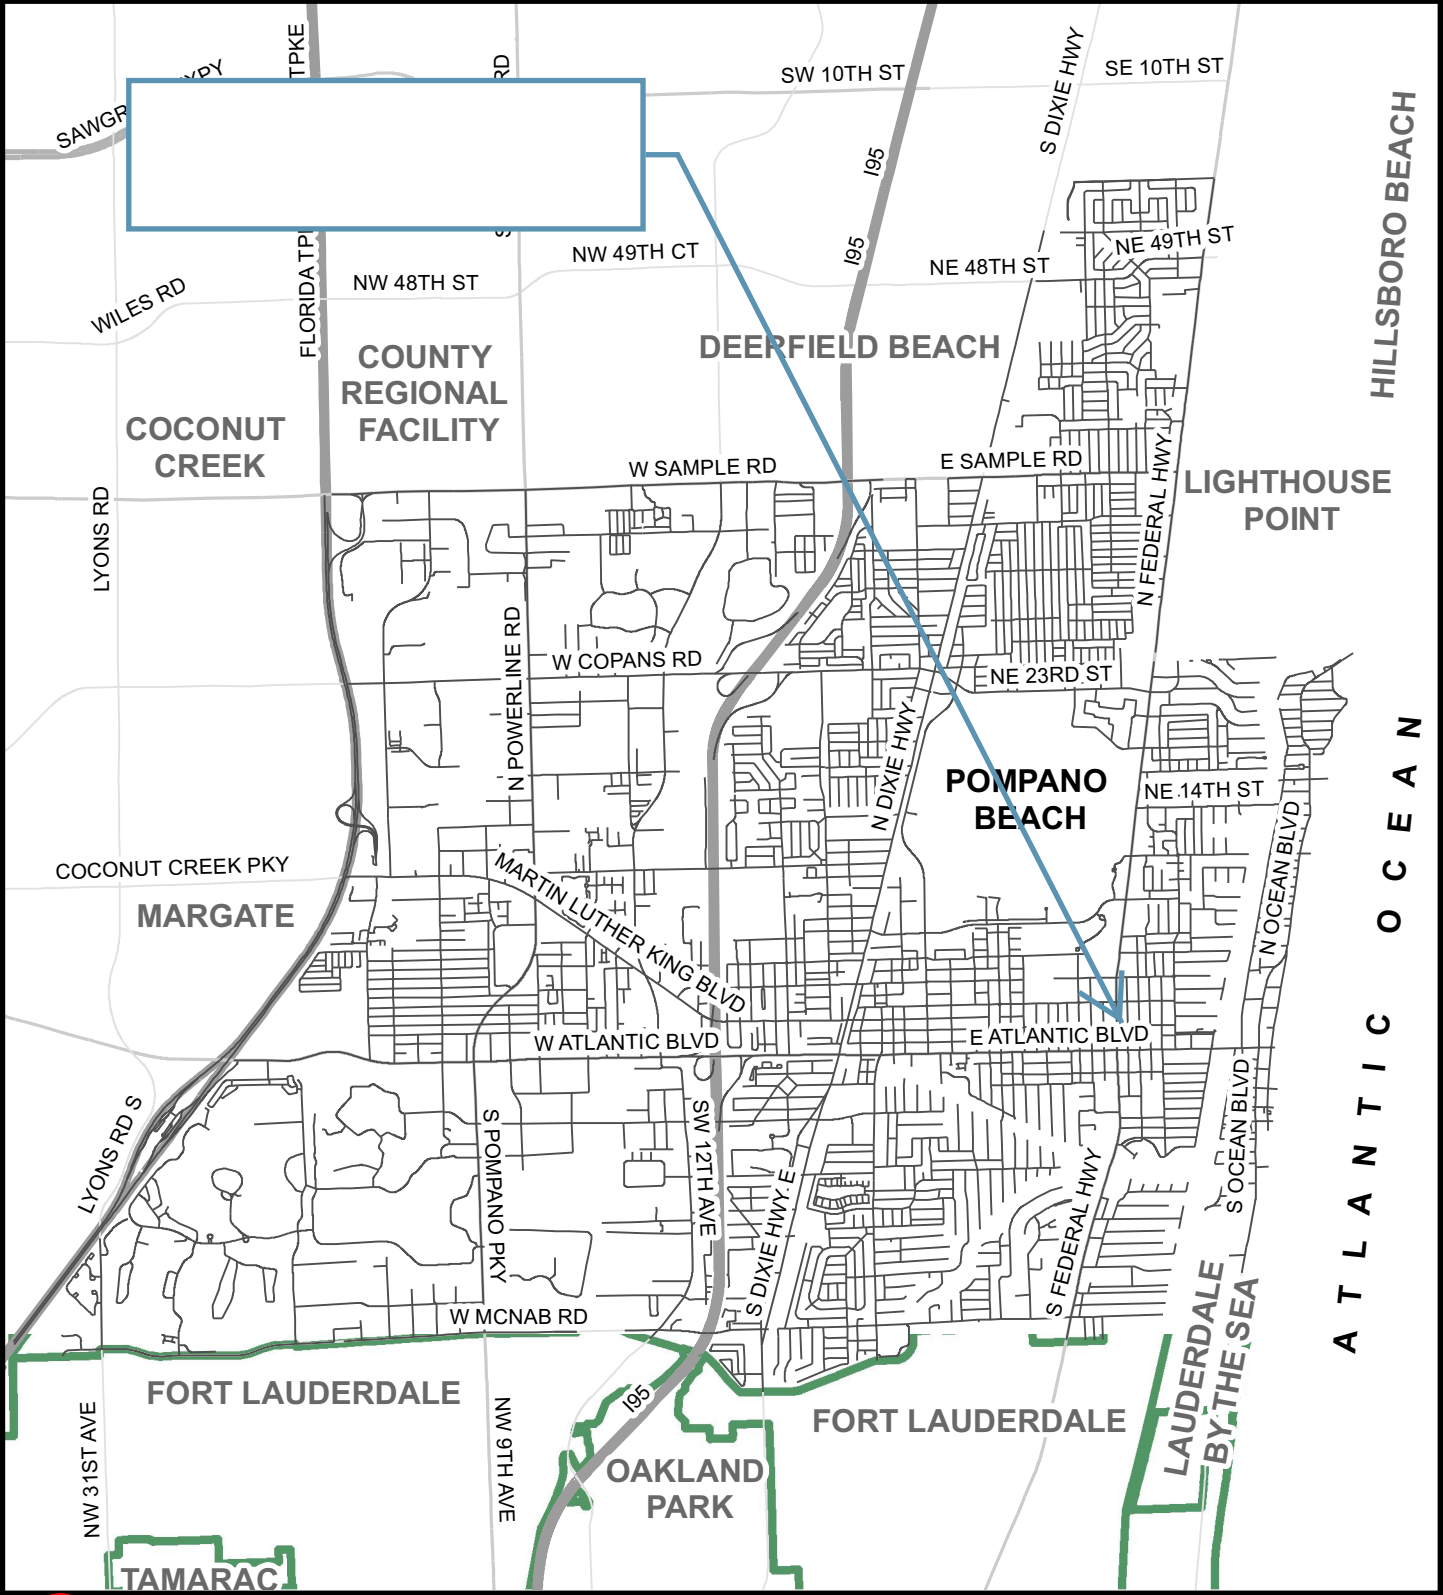 TPKE
RD
XPY
SAWGR
SW 10TH ST
S DIXIE HWY
SE 10TH ST
I95
HILLSBORO BEACH
I95
FLORIDA TP
NW 49TH CT
NE 49TH ST
NE 48TH ST
WILES RD
NW 48TH ST
COUNTY
REGIONAL
FACILITY
DEERFIELD BEACH
COCONUT
CREEK
W SAMPLE RD
E SAMPLE RD
LYONS RD
N FEDERAL HWY
LIGHTHOUSE
POINT
N POWERLINE RD
W COPANS RD
NE 23RD ST
N DIXIE HWY
POMPANO
BEACH
NE 14TH ST
N OCEAN BLVD
ATLANTIC OCEAN
COCONUT CREEK PKY
MARGATE
MARTIN LUTHER KING BLVD
W ATLANTIC BLVD
E ATLANTIC BLVD
LYONS RD S
S POMPANO PKY
SW 12TH AVE
S DIXIE HWY E
S FEDERAL HWY
S OCEAN BLVD
W MCNAB RD
LAUDERDALE
BY THE SEA
FORT LAUDERDALE
I95
FORT LAUDERDALE
NW 31ST AVE
NW 9TH AVE
OAKLAND
PARK
TAMARAC